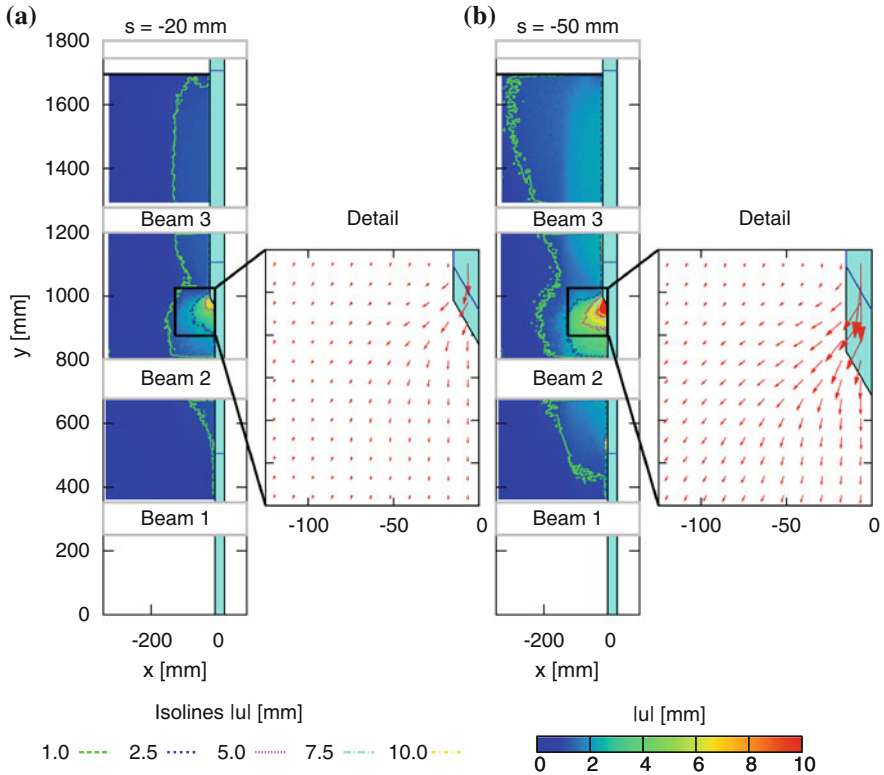 (a)
s = -20 mm
(b)
s = -50 mm
1800
1600
1400
1200
1000
800
600
400
200
0
y [mm]
Beam 3
Beam 2
Beam 1
Detail
-100
-50
0
-200
0
x [mm]
Beam 3
Beam 2
Beam 1
Detail
-100
-50
0
-200
0
x [mm]
Isolines |u| [mm]
1.0
2.5
5.0
7.5
10.0
|u| [mm]
0
2
4
6
8
10